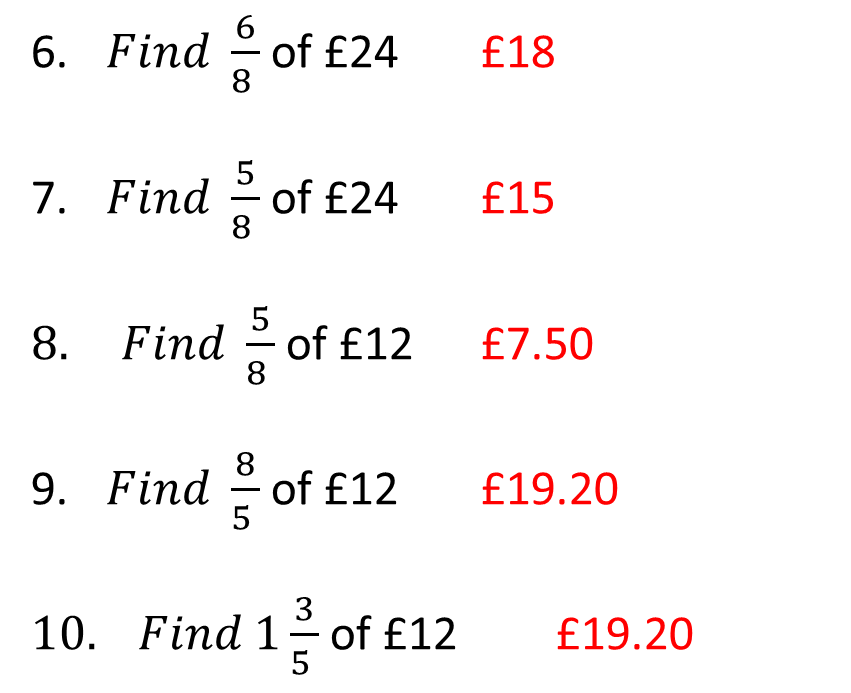 6. Find 6/8 of £24 £18
7. Find 5/8 of £24 £15
8. Find 5/8 of £12 £7.50
9. Find 8/5 of £12 £19.20
10. Find 1 3/5 of £12 £19.20